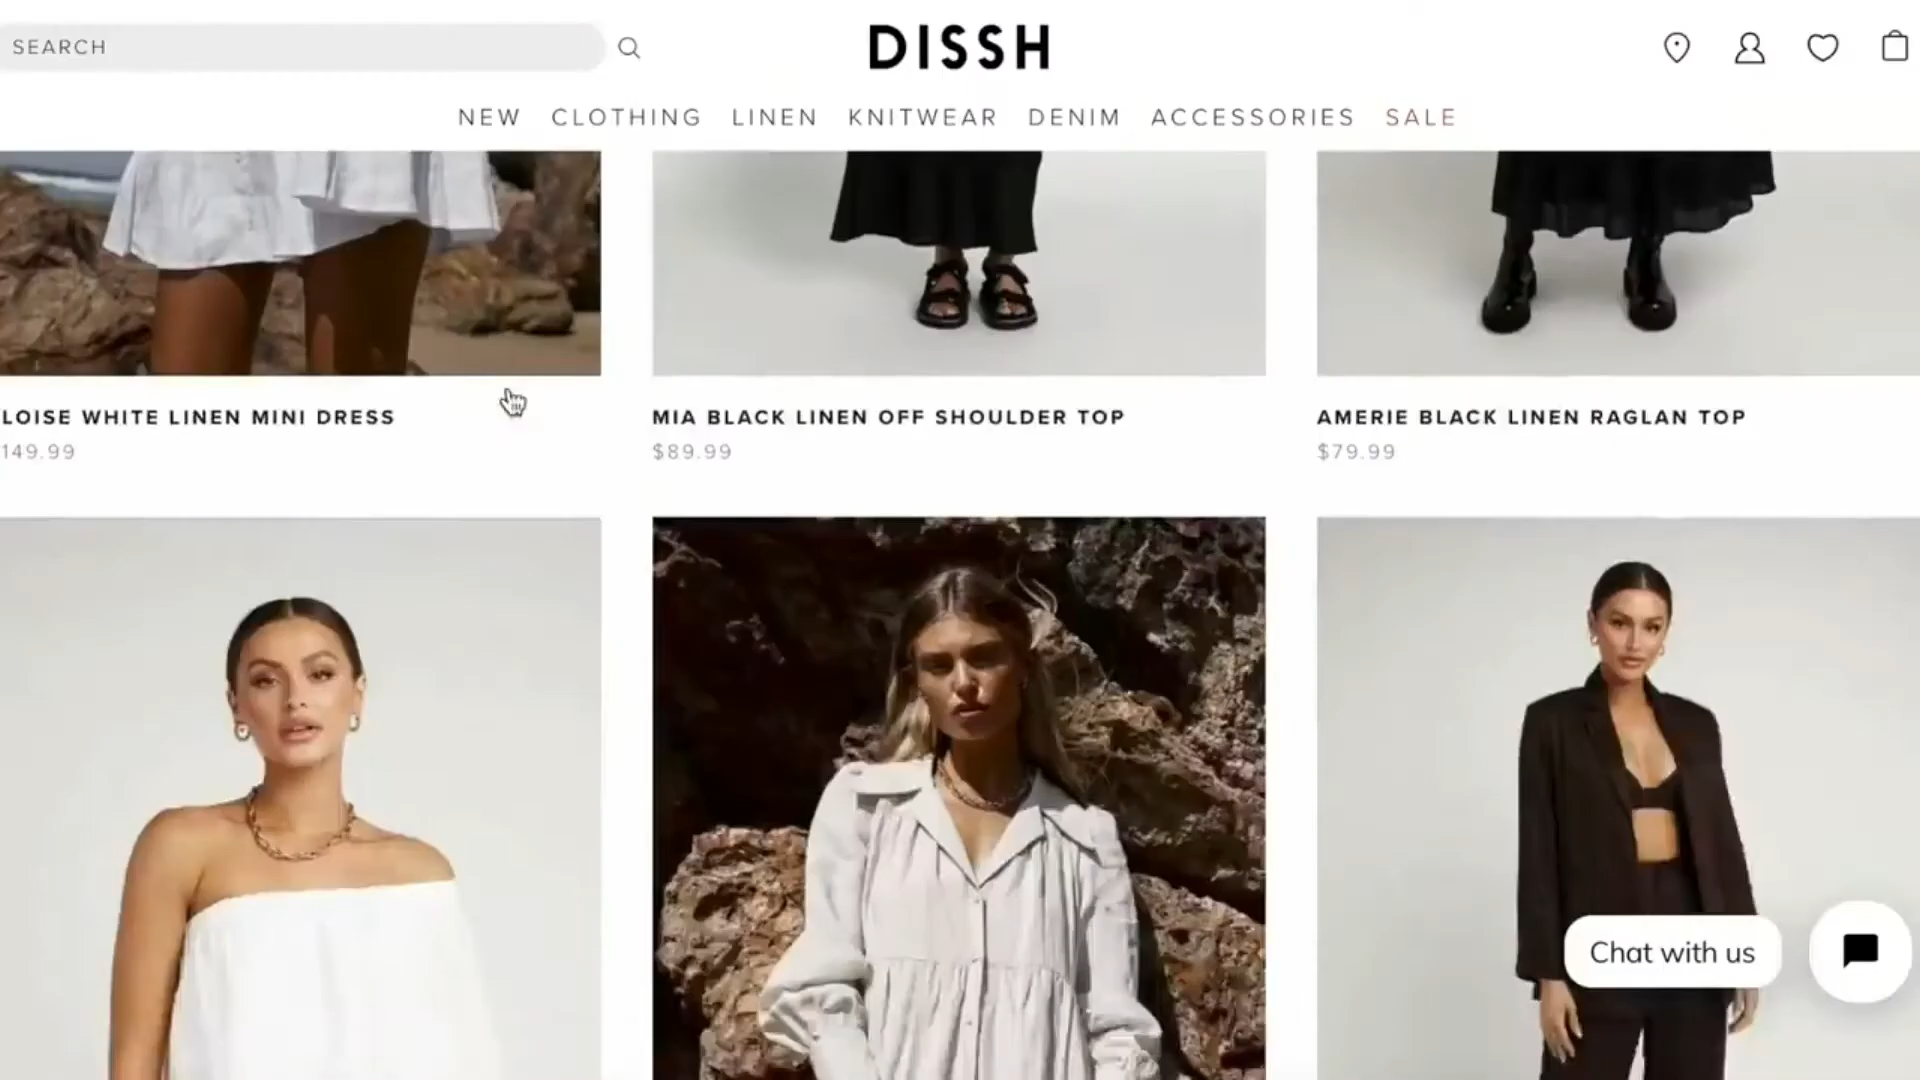 SEARCH
DISSH
NEW CLOTHING LINEN KNITWEAR DENIM ACCESSORIES SALE
LOISE WHITE LINEN MINI DRESS
149.99
MIA BLACK LINEN OFF SHOULDER TOP
$89.99
AMERIE BLACK LINEN RAGLAN TOP
$79.99
Chat with us